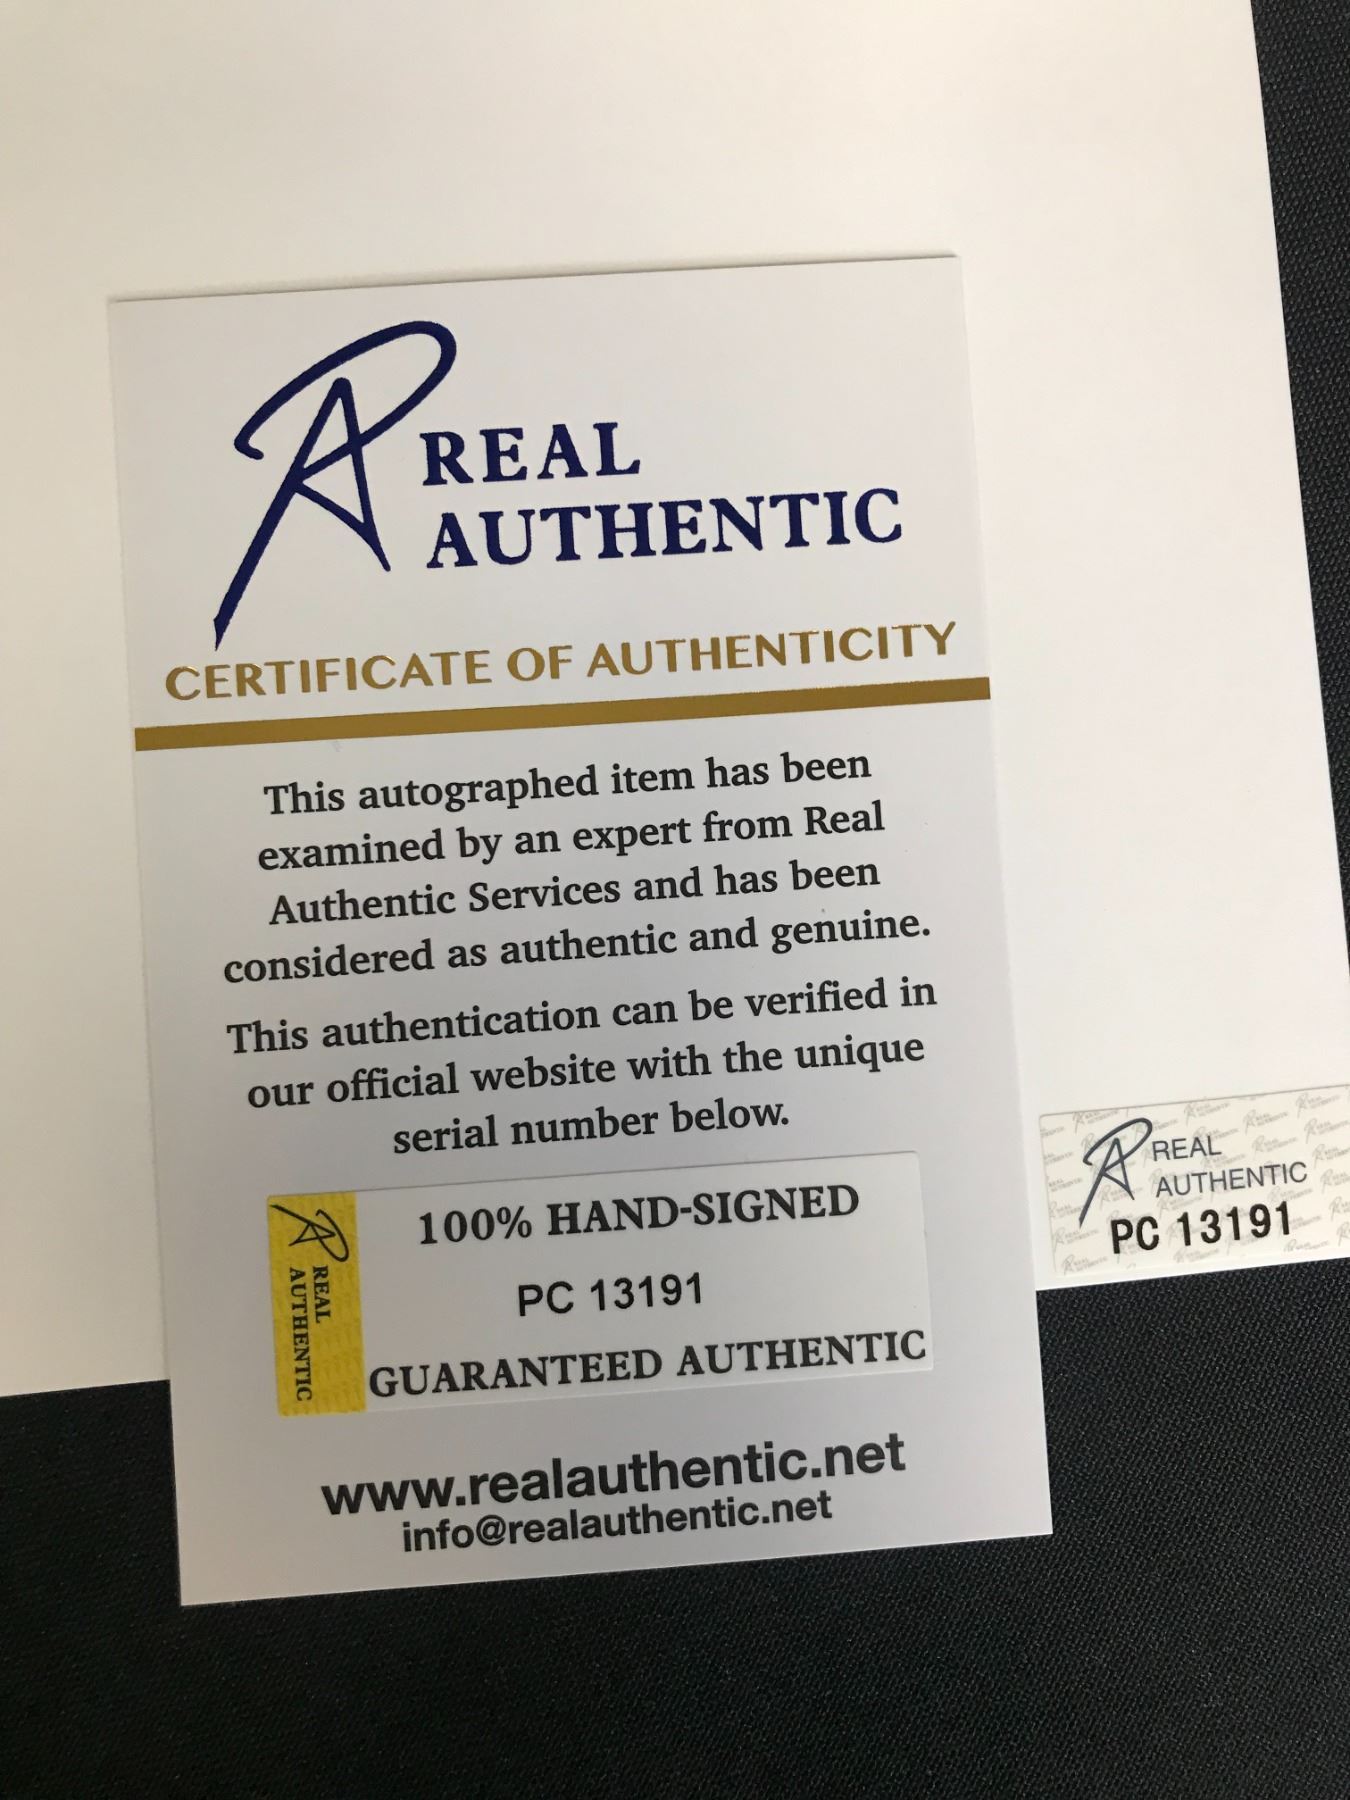 REAL
AUTHENTIC
CERTIFICATE OF AUTHENTICITY
This autographed item has been
examined by an expert from Real
Authentic Services and has been
considered as authentic and genuine.
This authentication can be verified in
our official website with the unique
serial number below.
REAL
AUTHENTIC
100% HAND-SIGNED
PC 13191
GUARANTEED AUTHENTIC
www.realauthentic.net
info@realauthentic.net
REAL
AUTHENTIC
PC 13191